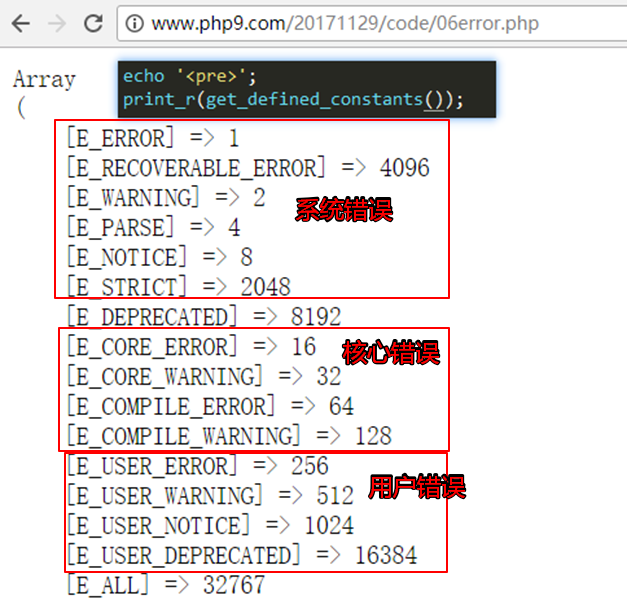 www.php9.com/20171129/code/06error.php
Array
echo '<pre>';
(
print_r(get_defined_constants());
[E_ERROR] => 1
[E_RECOVERABLE_ERROR] => 4096
[E_WARNING] => 2
系统错误
[E_PARSE] => 4
[E_NOTICE] => 8
[E_STRICT] => 2048
[E_DEPRECATED] => 8192
[E_CORE_ERROR] => 16
核心错误
[E_CORE_WARNING] => 32
[E_COMPILE_ERROR] => 64
[E_COMPILE_WARNING] => 128
[E_USER_ERROR] => 256
用户错误
[E_USER_WARNING] => 512
[E_USER_NOTICE] => 1024
[E_USER_DEPRECATED] => 16384
[E_ALL] => 32767